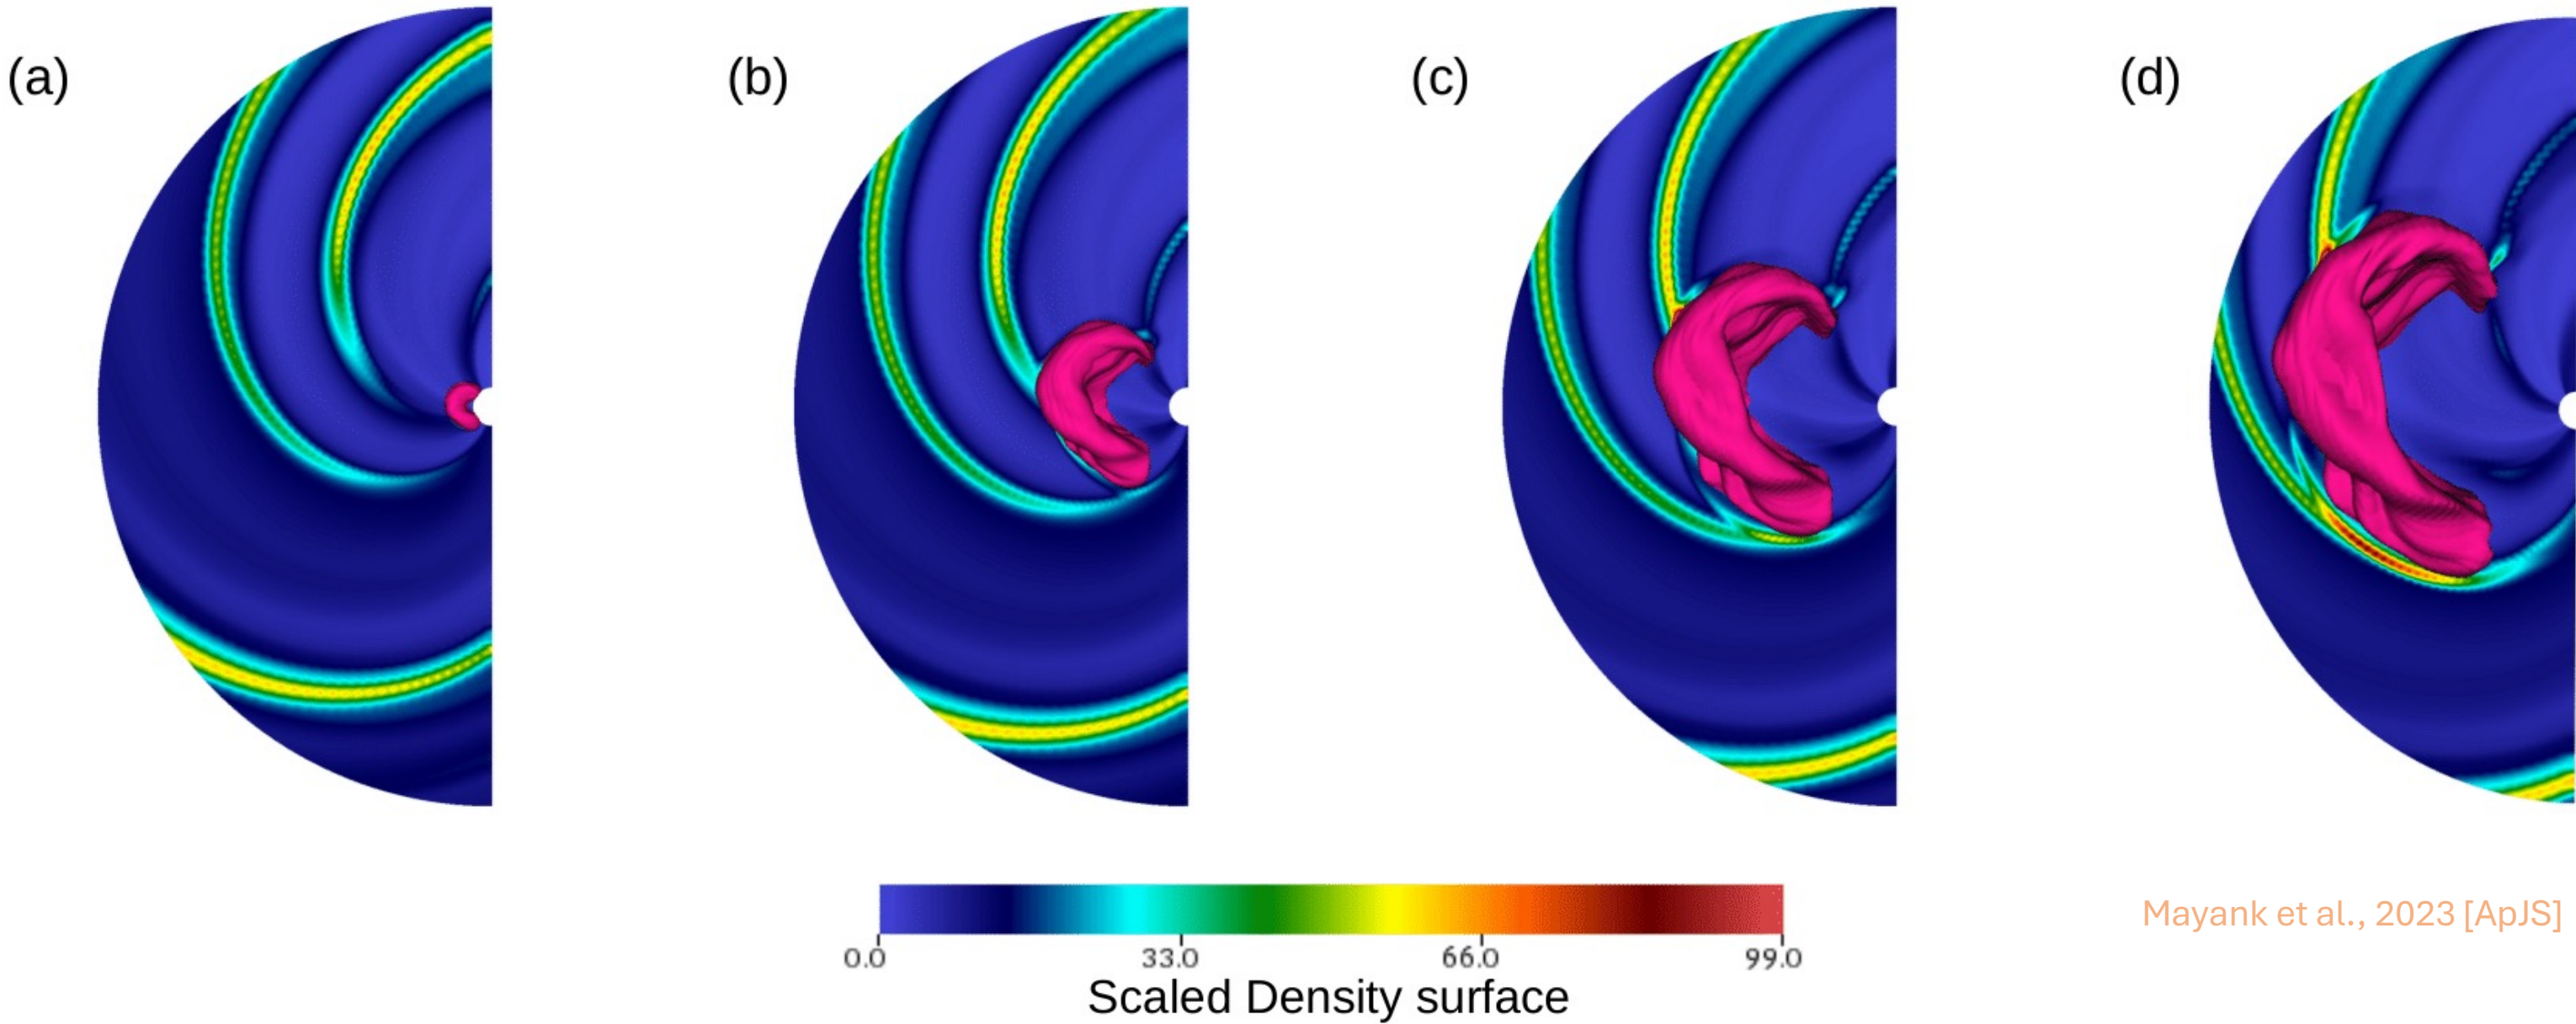 (a)
(b)
(c)
(d)
0.0 33.0 66.0 99.0
Scaled Density surface
Mayank et al., 2023 [ApJS]